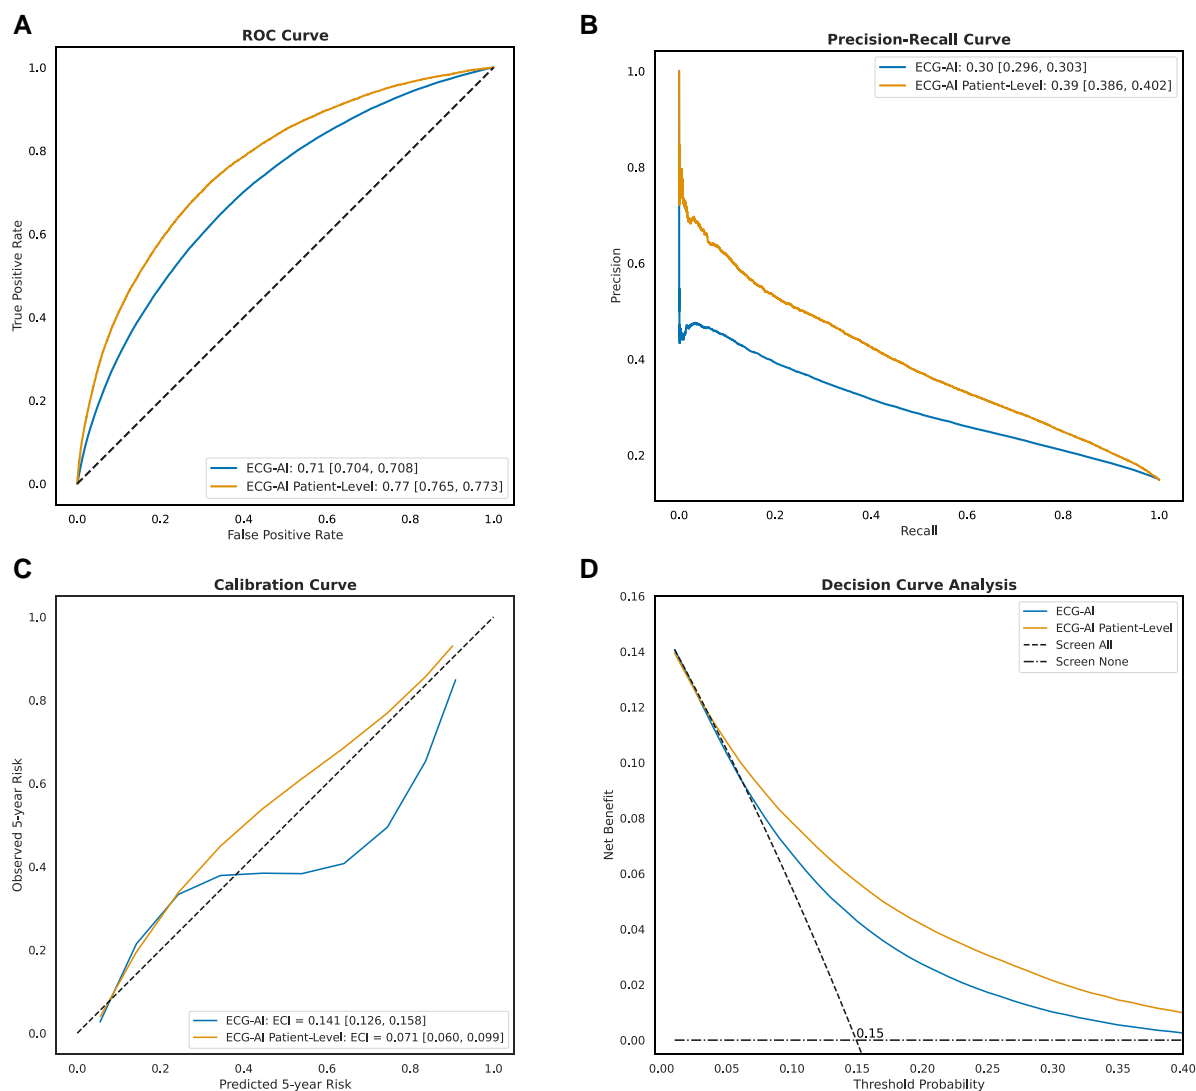 A
ROC Curve
True Positive Rate
1.0
0.8
0.6
0.4
0.2
0.0
ECG-AI: 0.71 [0.704, 0.708]
ECG-AI Patient-Level: 0.77 [0.765, 0.773]
0.0 0.2 0.4 0.6 0.8 1.0
False Positive Rate
B
Precision-Recall Curve
ECG-AI: 0.30 [0.296, 0.303]
ECG-AI Patient-Level: 0.39 [0.386, 0.402]
Precision
1.0
0.8
0.6
0.4
0.2
0.0 0.2 0.4 0.6 0.8 1.0
Recall
C
Calibration Curve
Observed 5-year Risk
1.0
0.8
0.6
0.4
0.2
0.0
ECG-AI: ECI = 0.141 [0.126, 0.158]
ECG-AI Patient-Level: ECI = 0.071 [0.060, 0.099]
0.0 0.2 0.4 0.6 0.8 1.0
Predicted 5-year Risk
D
Decision Curve Analysis
ECG-AI
ECG-AI Patient-Level
Screen All
Screen None
Net Benefit
0.16
0.14
0.12
0.10
0.08
0.06
0.04
0.02
0.00
0.15
0.00 0.05 0.10 0.15 0.20 0.25 0.30 0.35 0.40
Threshold Probability